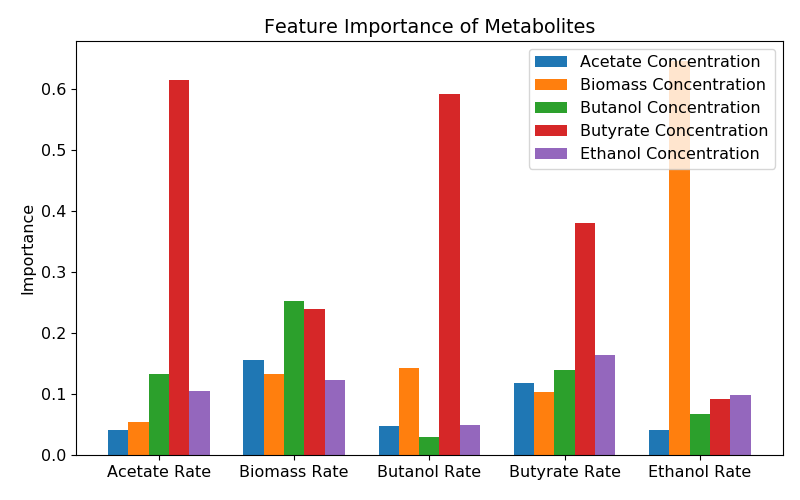 Feature Importance of Metabolites
Acetate Concentration
Biomass Concentration
Butanol Concentration
Butyrate Concentration
Ethanol Concentration
Importance
0.6
0.5
0.4
0.3
0.2
0.1
0.0
Acetate Rate
Biomass Rate
Butanol Rate
Butyrate Rate
Ethanol Rate